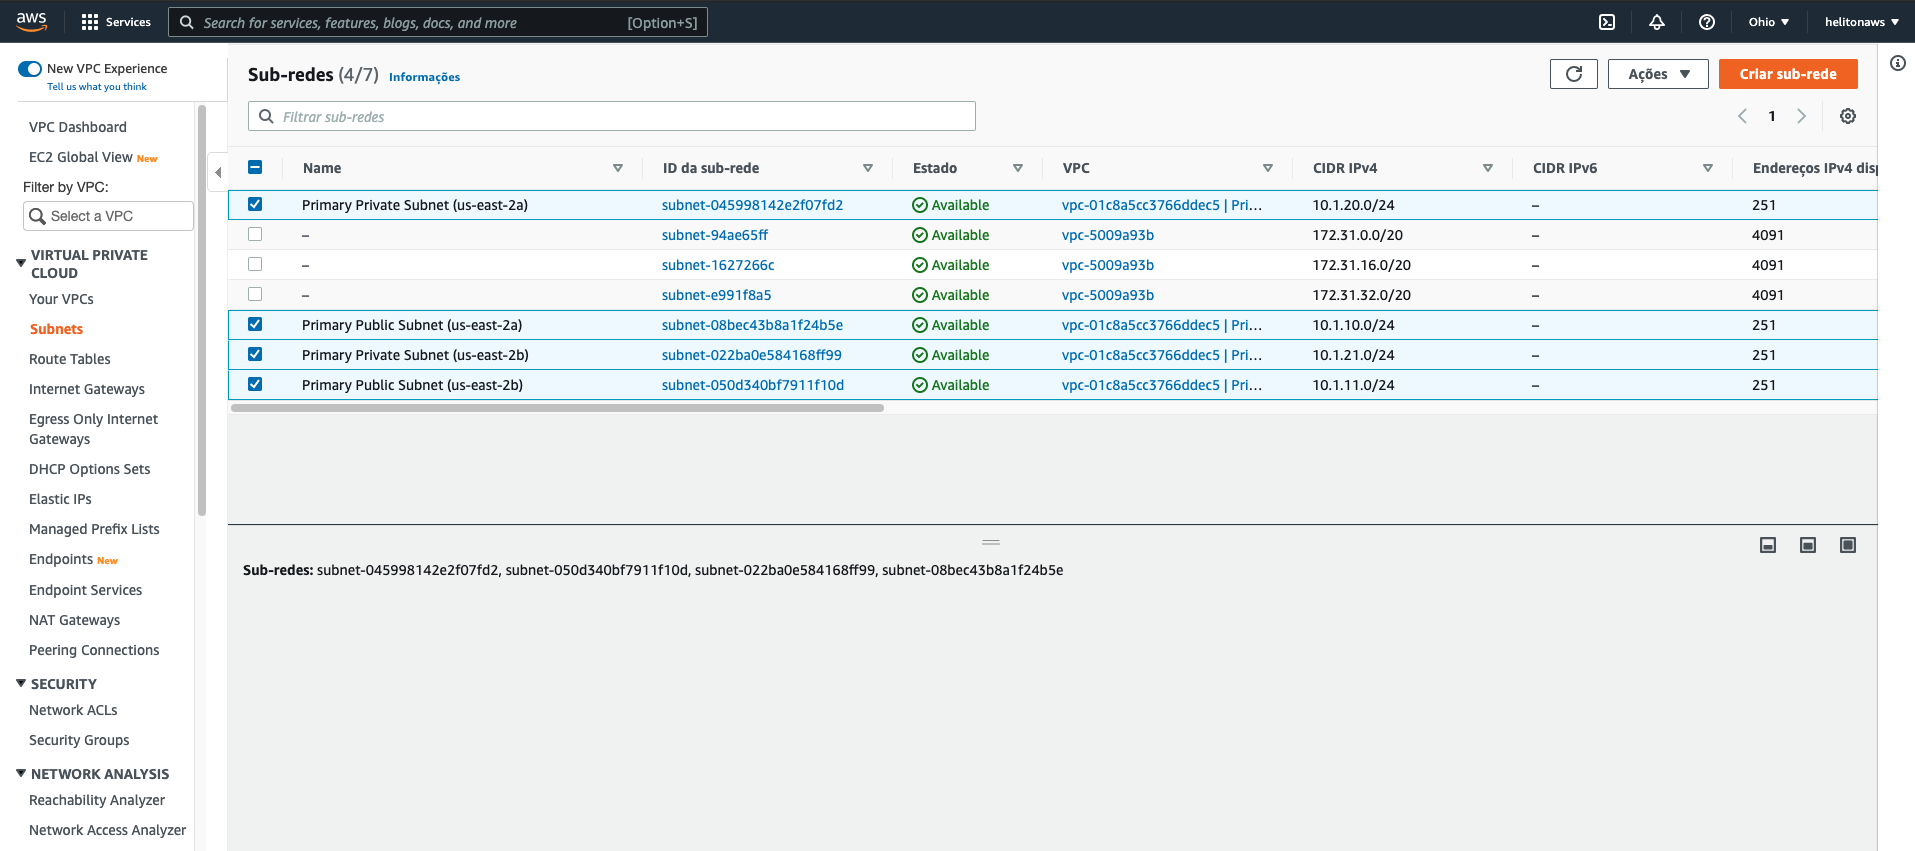 aws Services Search for services, features, blogs, docs, and more [Option+S] Ohio helitonaws
New VPC Experience
Tell us what you think
VPC Dashboard
EC2 Global View New
Filter by VPC:
Select a VPC
VIRTUAL PRIVATE
CLOUD
Your VPCs
Subnets
Route Tables
Internet Gateways
Egress Only Internet
Gateways
DHCP Options Sets
Elastic IPs
Managed Prefix Lists
Endpoints New
Endpoint Services
NAT Gateways
Peering Connections
SECURITY
Network ACLs
Security Groups
NETWORK ANALYSIS
Reachability Analyzer
Network Access Analyzer
Sub-redes (4/7) Informações Ações Criar sub-rede
Filtrar sub-redes 1
Name ID da sub-rede Estado VPC CIDR IPv4 CIDR IPv6 Endereços IPv4 disp
Primary Private Subnet (us-east-2a) subnet-045998142e2f07fd2 Available vpc-01c8a5cc3766ddec5 | Pri... 10.1.20.0/24 – 251
– subnet-94ae65ff Available vpc-5009a93b 172.31.0.0/20 – 4091
– subnet-1627266c Available vpc-5009a93b 172.31.16.0/20 – 4091
– subnet-e991f8a5 Available vpc-5009a93b 172.31.32.0/20 – 4091
Primary Public Subnet (us-east-2a) subnet-08bec43b8a1f24b5e Available vpc-01c8a5cc3766ddec5 | Pri... 10.1.10.0/24 – 251
Primary Private Subnet (us-east-2b) subnet-022ba0e584168ff99 Available vpc-01c8a5cc3766ddec5 | Pri... 10.1.21.0/24 – 251
Primary Public Subnet (us-east-2b) subnet-050d340bf7911f10d Available vpc-01c8a5cc3766ddec5 | Pri... 10.1.11.0/24 – 251
Sub-redes: subnet-045998142e2f07fd2, subnet-050d340bf7911f10d, subnet-022ba0e584168ff99, subnet-08bec43b8a1f24b5e